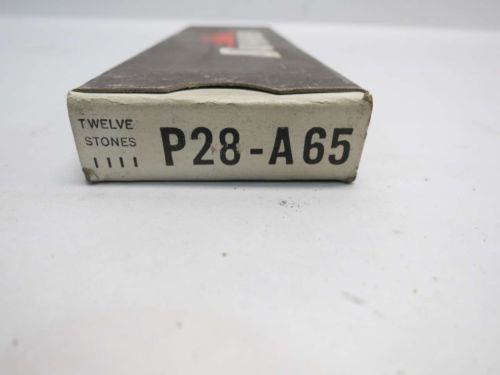 TWELVE
STONES
1111
P28-A65